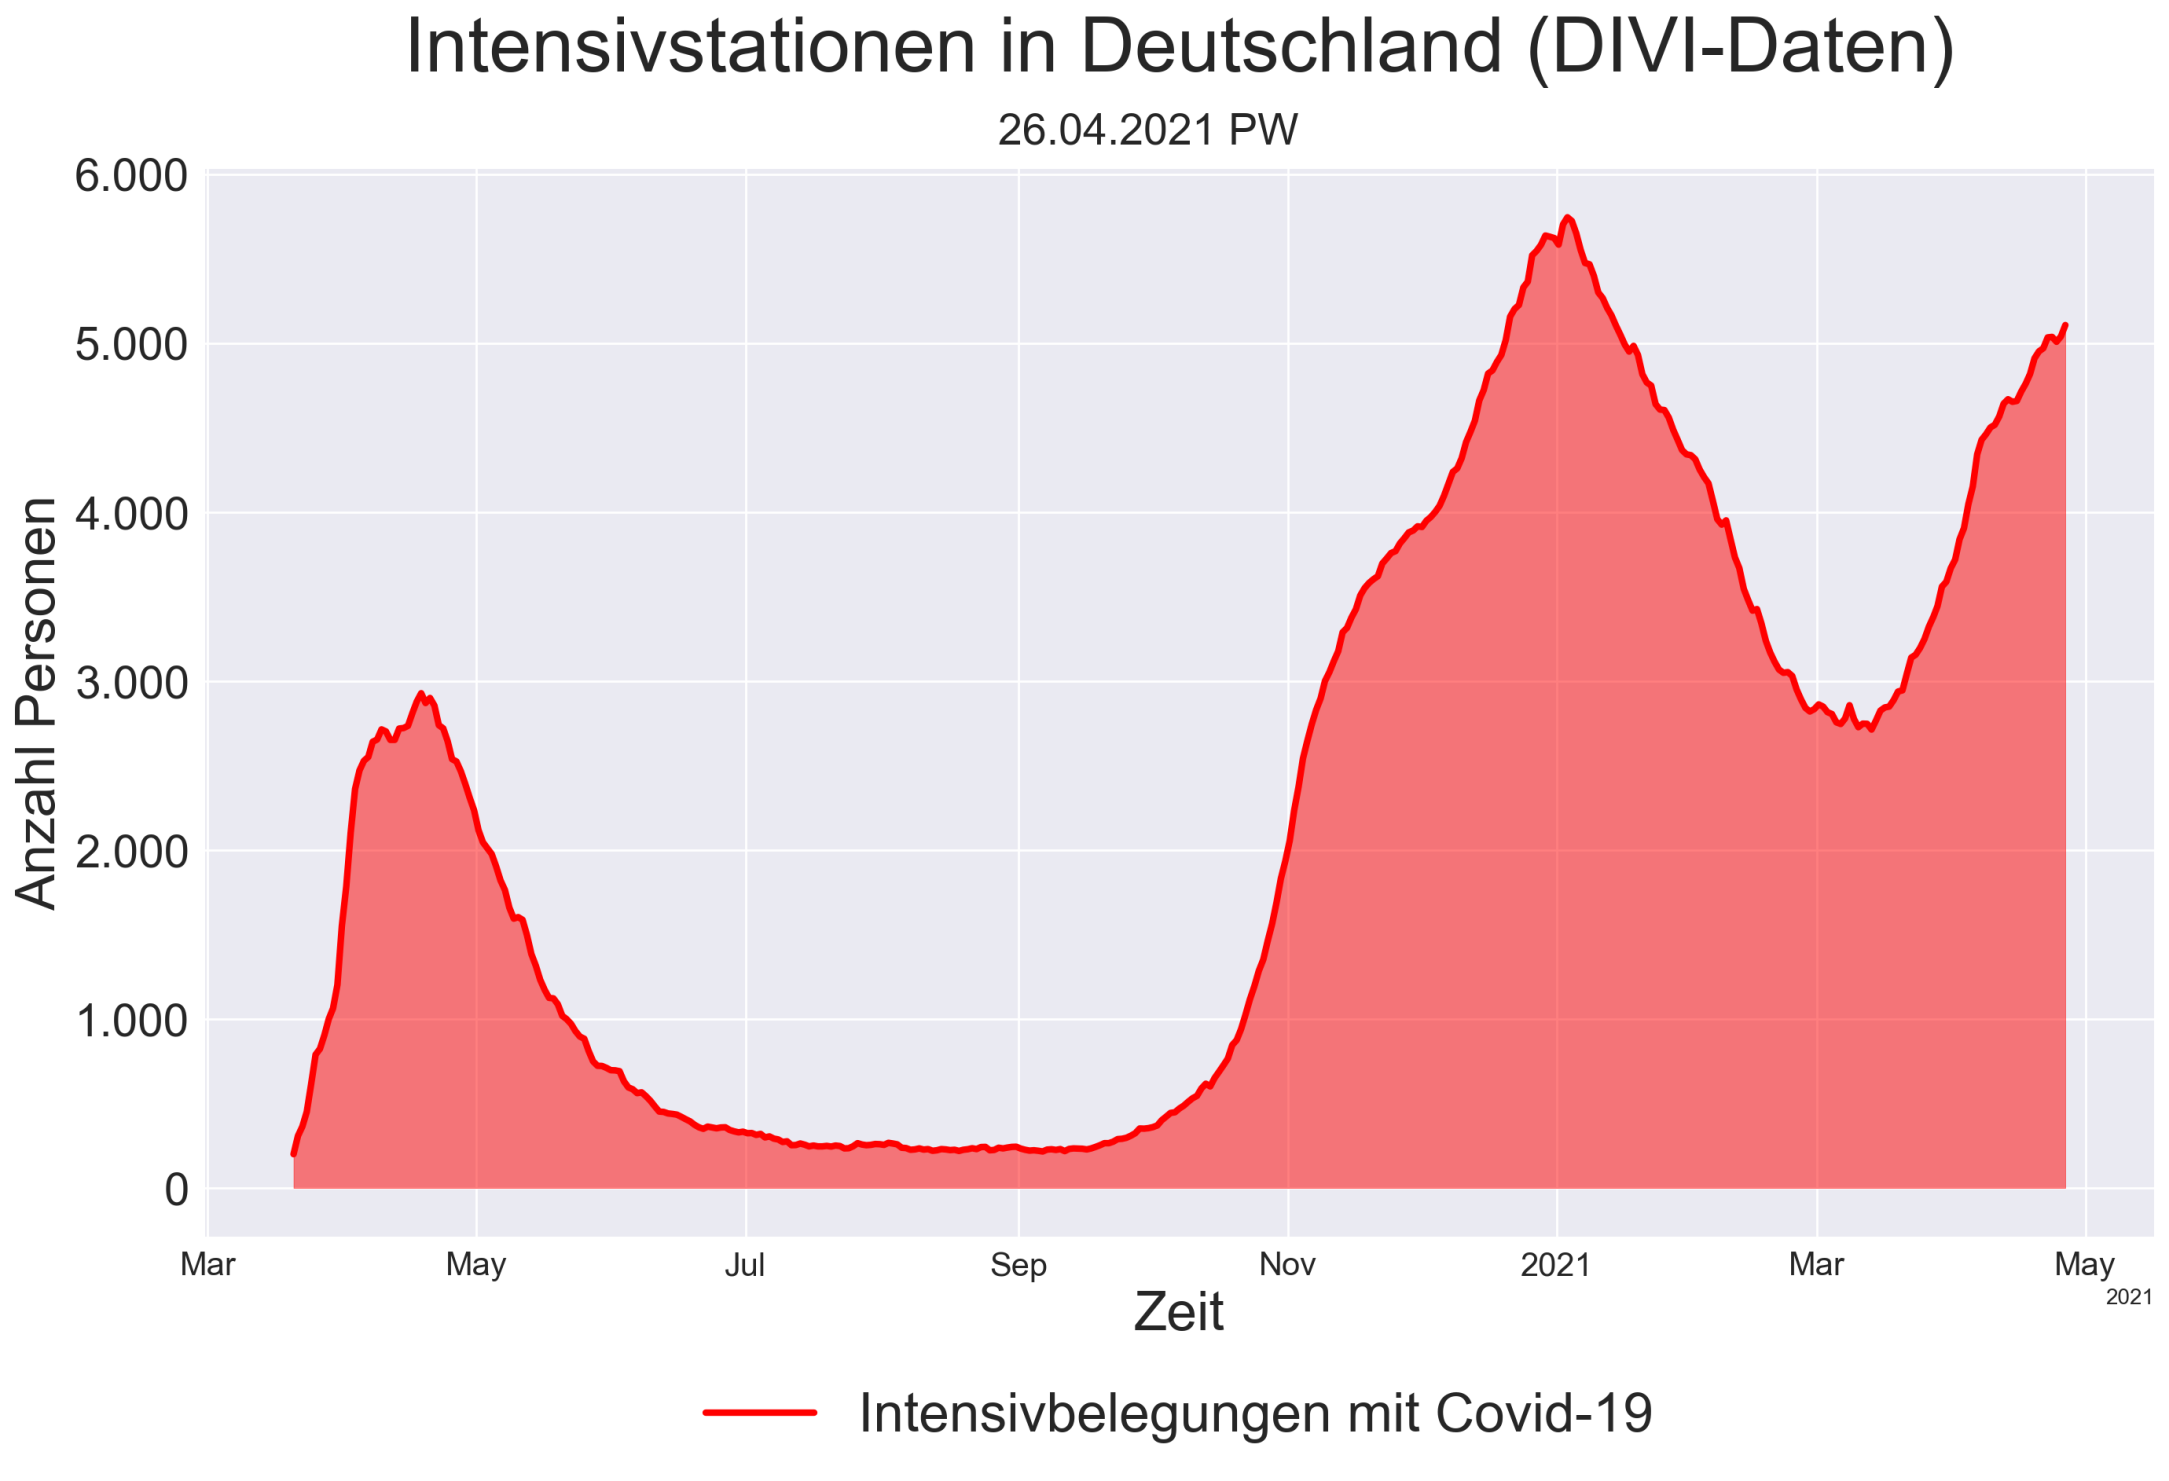 Intensivstationen in Deutschland (DIVI-Daten)
26.04.2021 PW
6.000
5.000
4.000
3.000
2.000
1.000
0
Anzahl Personen
Mar May Jul Sep Nov 2021 Mar May
2021
Zeit
Intensivbelegungen mit Covid-19